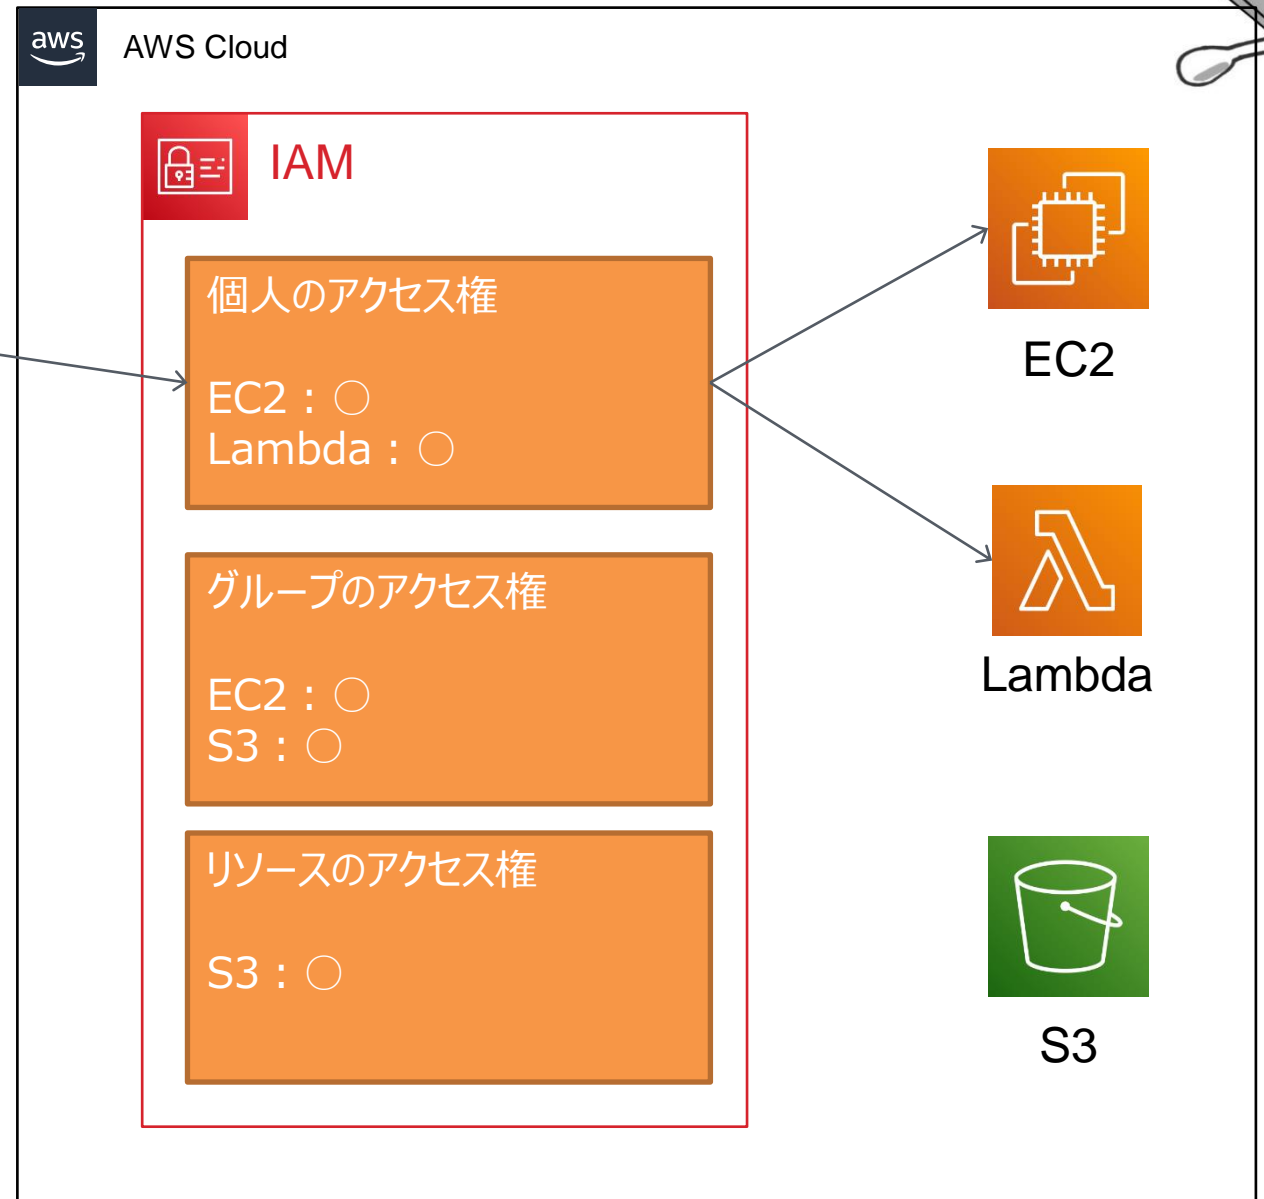 aws
AWS Cloud
IAM
個人のアクセス権
EC2：○
Lambda：○
グループのアクセス権
EC2：○
S3：○
リソースのアクセス権
S3：○
EC2
Lambda
S3